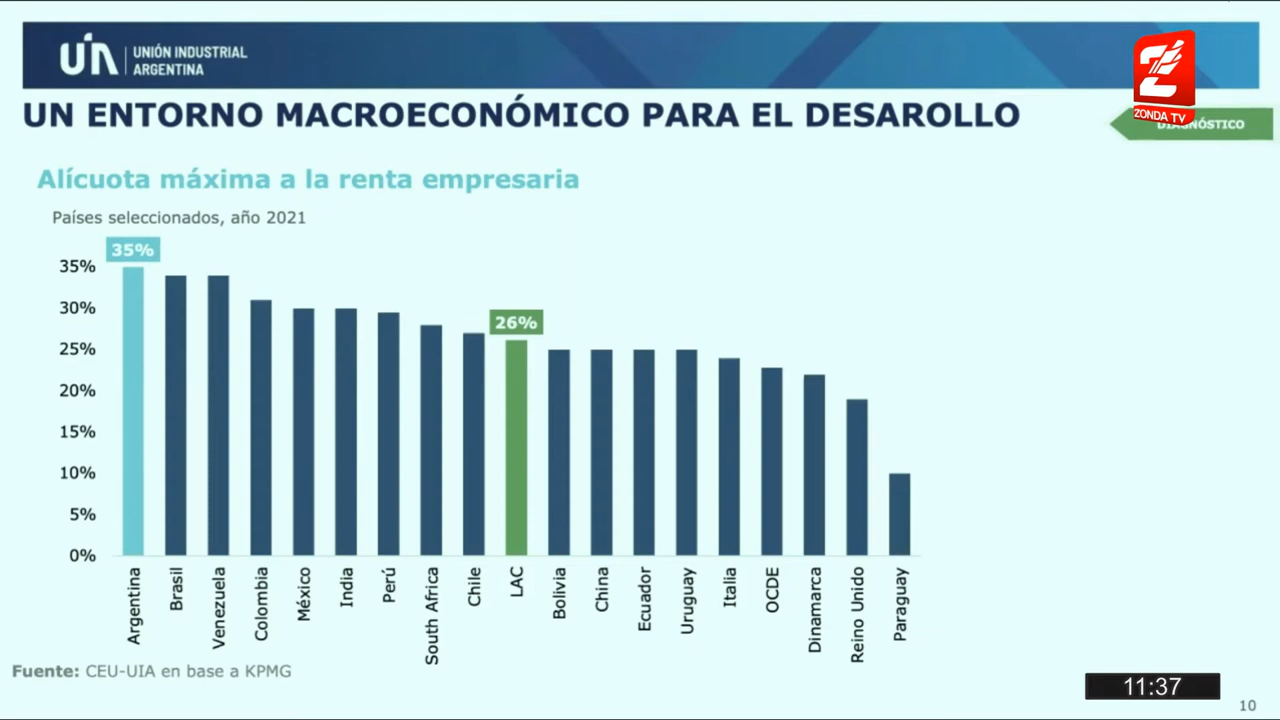 UIA UNIÓN INDUSTRIAL
ARGENTINA
ZONDA TV
UN ENTORNO MACROECONÓMICO PARA EL DESAROLLO
Alícuota máxima a la renta empresaria
Países seleccionados, año 2021
35%
26%
35%
30%
25%
20%
15%
10%
5%
0%
Argentina
Brasil
Venezuela
Colombia
México
India
Perú
South Africa
Chile
LAC
Bolivia
China
Ecuador
Uruguay
Italia
OCDE
Dinamarca
Reino Unido
Paraguay
Fuente: CEU-UIA en base a KPMG
11:37
10